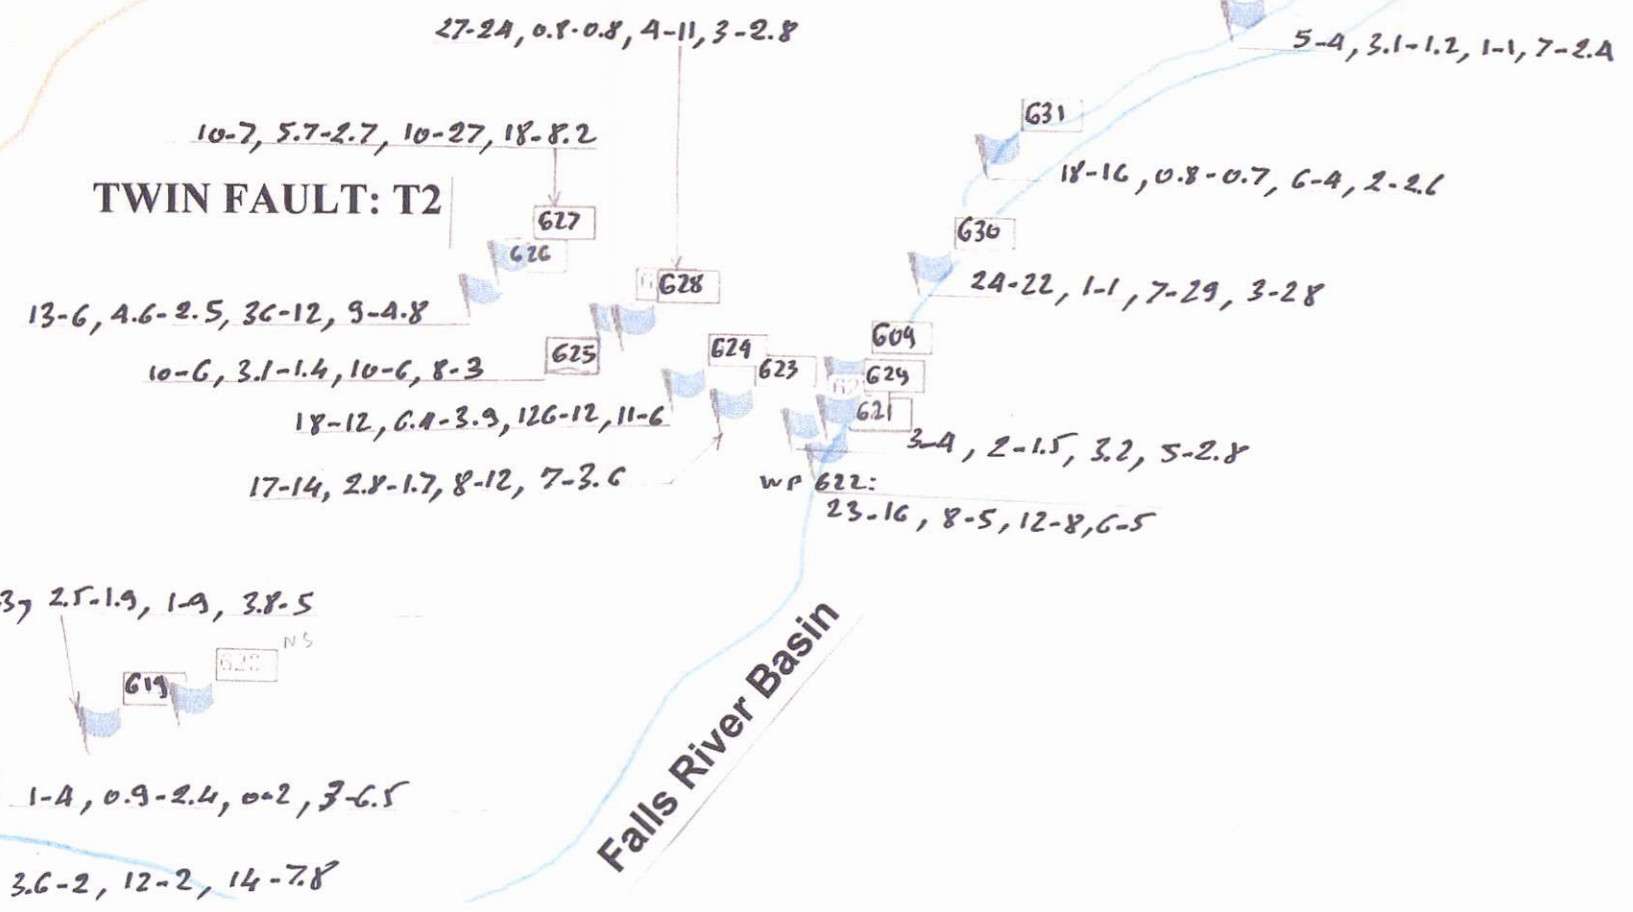 27-24, 0.8-0.8, 4-11, 3-2.8
5-4, 3.1-1.2, 1-1, 7-2.4
631
10-7, 5.7-2.7, 10-27, 18-8.2
18-16, 0.8-0.7, 6-4, 2-2.6
TWIN FAULT: T2
627
630
626
628
24-22, 1-1, 7-29, 3-28
13-6, 4.6-2.5, 36-12, 9-4.8
609
625
624
623
629
10-6, 3.1-1.4, 10-6, 8-3
621
18-12, 6.4-3.9, 126-12, 11-6
3-4, 2-1.5, 3.2, 5-2.8
17-14, 2.8-1.7, 8-12, 7-3.6
WP 622:
23-16, 8-5, 12-8, 6-5
2.5-1.9, 1-9, 3.8-5
NS
620
619
Falls River Basin
1-4, 0.9-2.4, 0-2, 3-6.5
3.6-2, 12-2, 14-7.8